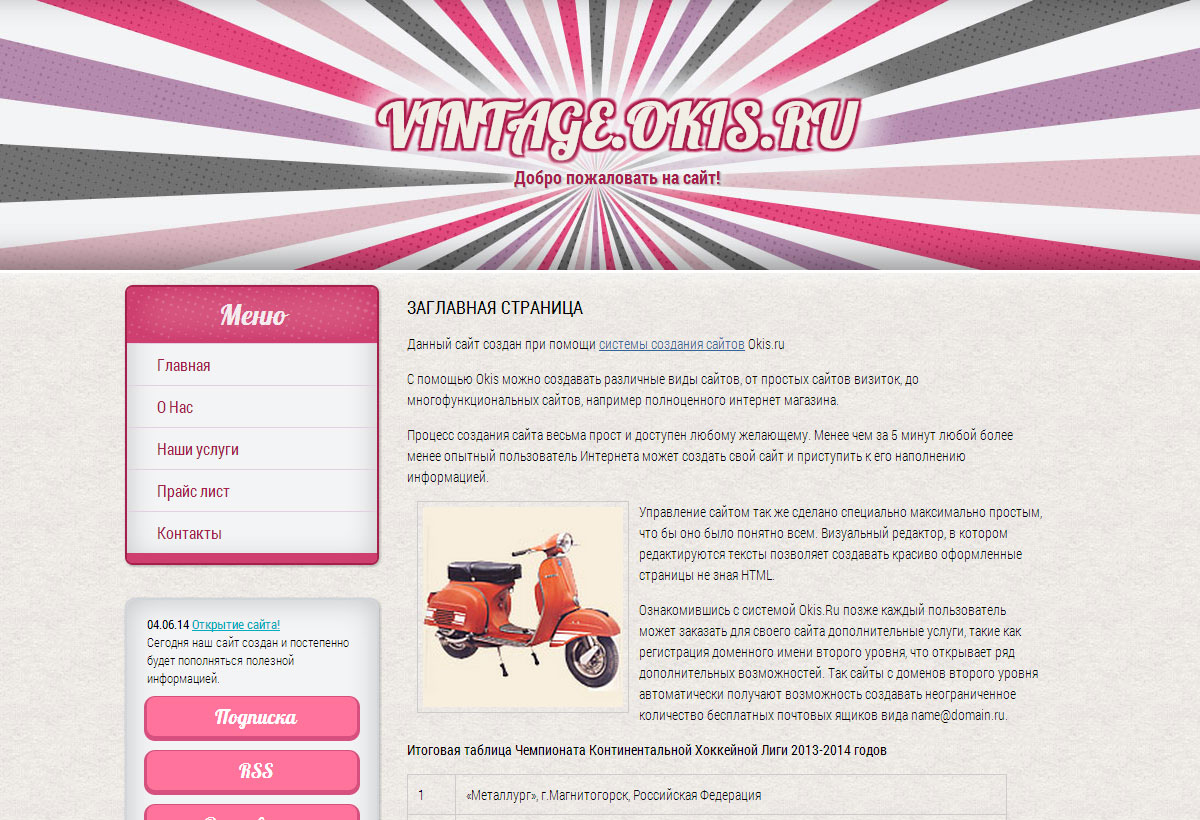 VINTAGE.OKIS.RU
Добро пожаловать на сайт!
Меню
Главная
О Нас
Наши услуги
Прайс лист
Контакты
04.06.14 Открытие сайта!
Сегодня наш сайт создан и постепенно
будет пополняться полезной
информацией.
Подписка
RSS
ЗАГЛАВНАЯ СТРАНИЦА
Данный сайт создан при помощи системы создания сайтов Okis.ru
С помощью Okis можно создавать различные виды сайтов, от простых сайтов визиток, до
многофункциональных сайтов, например полноценного интернет магазина.
Процесс создания сайта весьма прост и доступен любому желающему. Менее чем за 5 минут любой более
менее опытный пользователь Интернета может создать свой сайт и приступить к его наполнению
информацией.
Управление сайтом так же сделано специально максимально простым,
что бы оно было понятно всем. Визуальный редактор, в котором
редактируются тексты позволяет создавать красиво оформленные
страницы не зная HTML.
Ознакомившись с системой Okis.Ru позже каждый пользователь
может заказать для своего сайта дополнительные услуги, такие как
регистрация доменного имени второго уровня, что открывает ряд
дополнительных возможностей. Так сайты с доменов второго уровня
автоматически получают возможность создавать неограниченное
количество бесплатных почтовых ящиков вида name@domain.ru.
Итоговая таблица Чемпионата Континентальной Хоккейной Лиги 2013-2014 годов
1 «Металлург», г.Магнитогорск, Российская Федерация